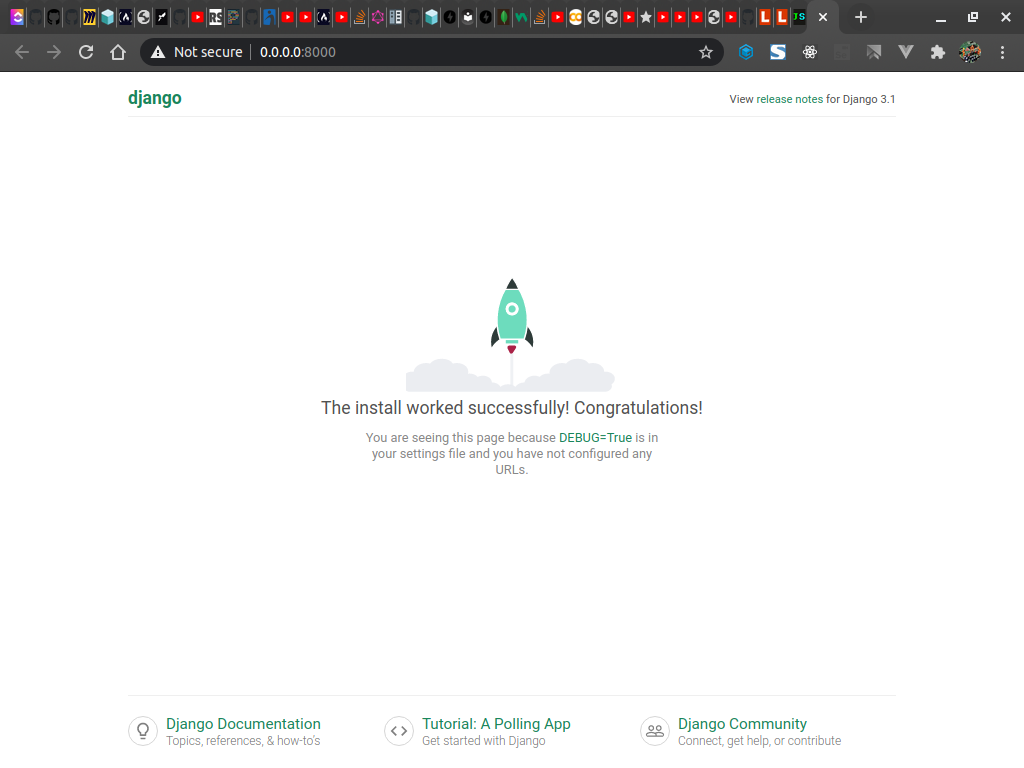 Not secure 0.0.0.0:8000
django
View release notes for Django 3.1
The install worked successfully! Congratulations!
You are seeing this page because DEBUG=True is in
your settings file and you have not configured any
URLs.
Django Documentation
Topics, references, & how-to's
Tutorial: A Polling App
Get started with Django
Django Community
Connect, get help, or contribute